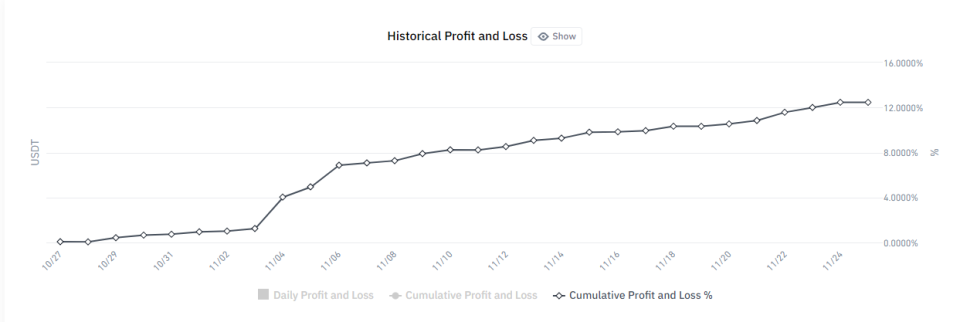 Historical Profit and Loss Show
16.0000%
12.0000%
8.0000%
4.0000%
0.0000%
USDT
%
10/27 10/29 10/31 11/02 11/04 11/06 11/08 11/10 11/12 11/14 11/16 11/18 11/20 11/22 11/24
Daily Profit and Loss Cumulative Profit and Loss Cumulative Profit and Loss %